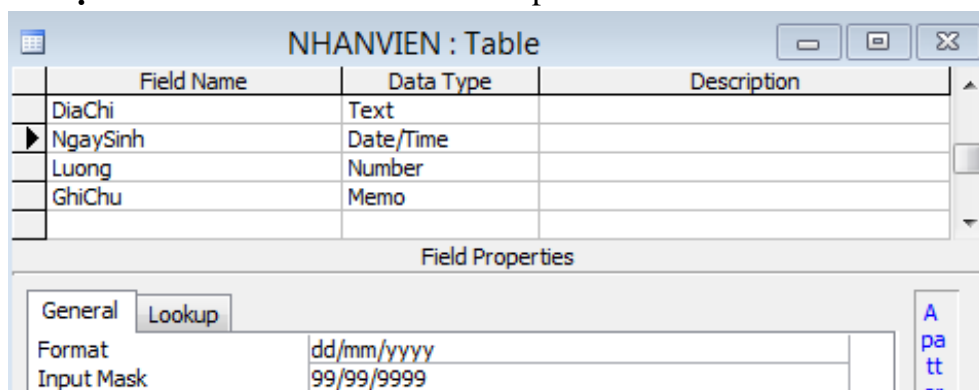 NHANVIEN : Table
Field Name Data Type Description
DiaChi Text
NgaySinh Date/Time
Luong Number
GhiChu Memo
Field Properties
General Lookup
Format dd/mm/yyyy
Input Mask 99/99/9999
A
pa
tt